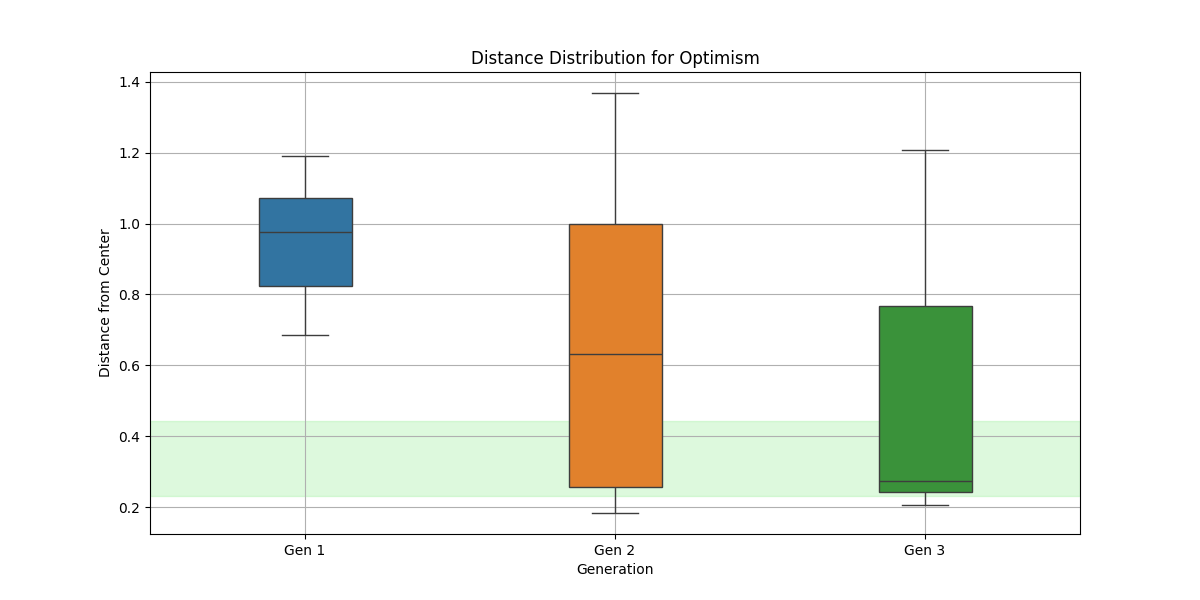 Distance Distribution for Optimism
Distance from Center
1.4
1.2
1.0
0.8
0.6
0.4
0.2
Gen 1
Gen 2
Gen 3
Generation